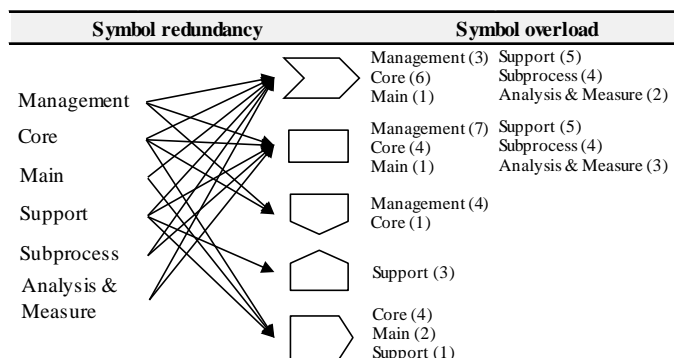 Symbol redundancy Symbol overload
Management (3) Support (5)
Core (6) Subprocess (4)
Main (1) Analysis & Measure (2)
Management
Core
Main
Support
Subprocess
Analysis &
Measure
Management (7) Support (5)
Core (4) Subprocess (4)
Main (1) Analysis & Measure (3)
Management (4)
Core (1)
Support (3)
Core (4)
Main (2)
Support (1)